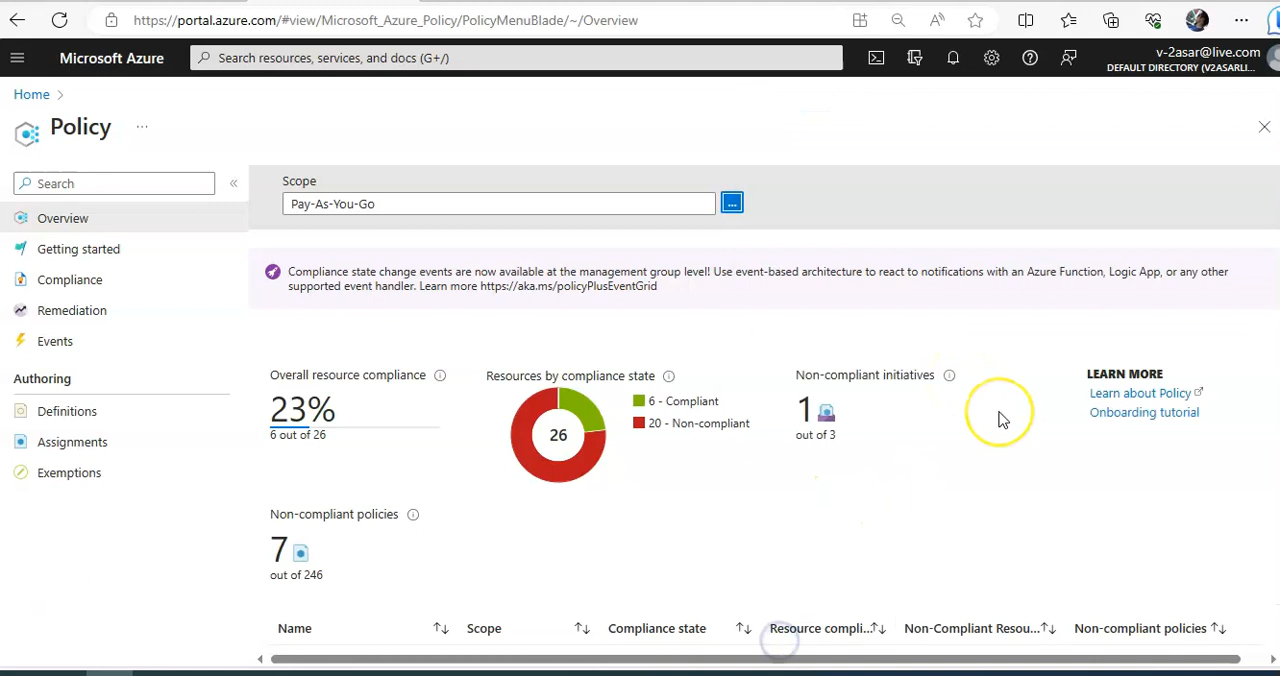 https://portal.azure.com/#view/Microsoft_Azure_Policy/PolicyMenuBlade/~/Overview
Microsoft Azure
Search resources, services, and docs (G+/)
v-2asar@live.com
DEFAULT DIRECTORY (V2ASARLI...
Home
Policy
Search
Overview
Getting started
Compliance
Remediation
Events
Authoring
Definitions
Assignments
Exemptions
Scope
Pay-As-You-Go
Compliance state change events are now available at the management group level! Use event-based architecture to react to notifications with an Azure Function, Logic App, or any other
supported event handler. Learn more https://aka.ms/policyPlusEventGrid
Overall resource compliance
23%
6 out of 26
Resources by compliance state
26
6 - Compliant
20 - Non-compliant
Non-compliant initiatives
1
out of 3
LEARN MORE
Learn about Policy
Onboarding tutorial
Non-compliant policies
7
out of 246
Name Scope Compliance state Resource compli... Non-Compliant Resou... Non-compliant policies